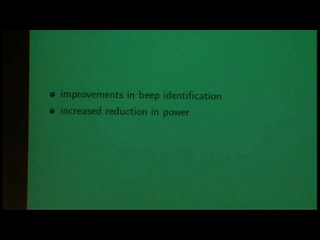 • improvements in beep identification
• increased reduction in power